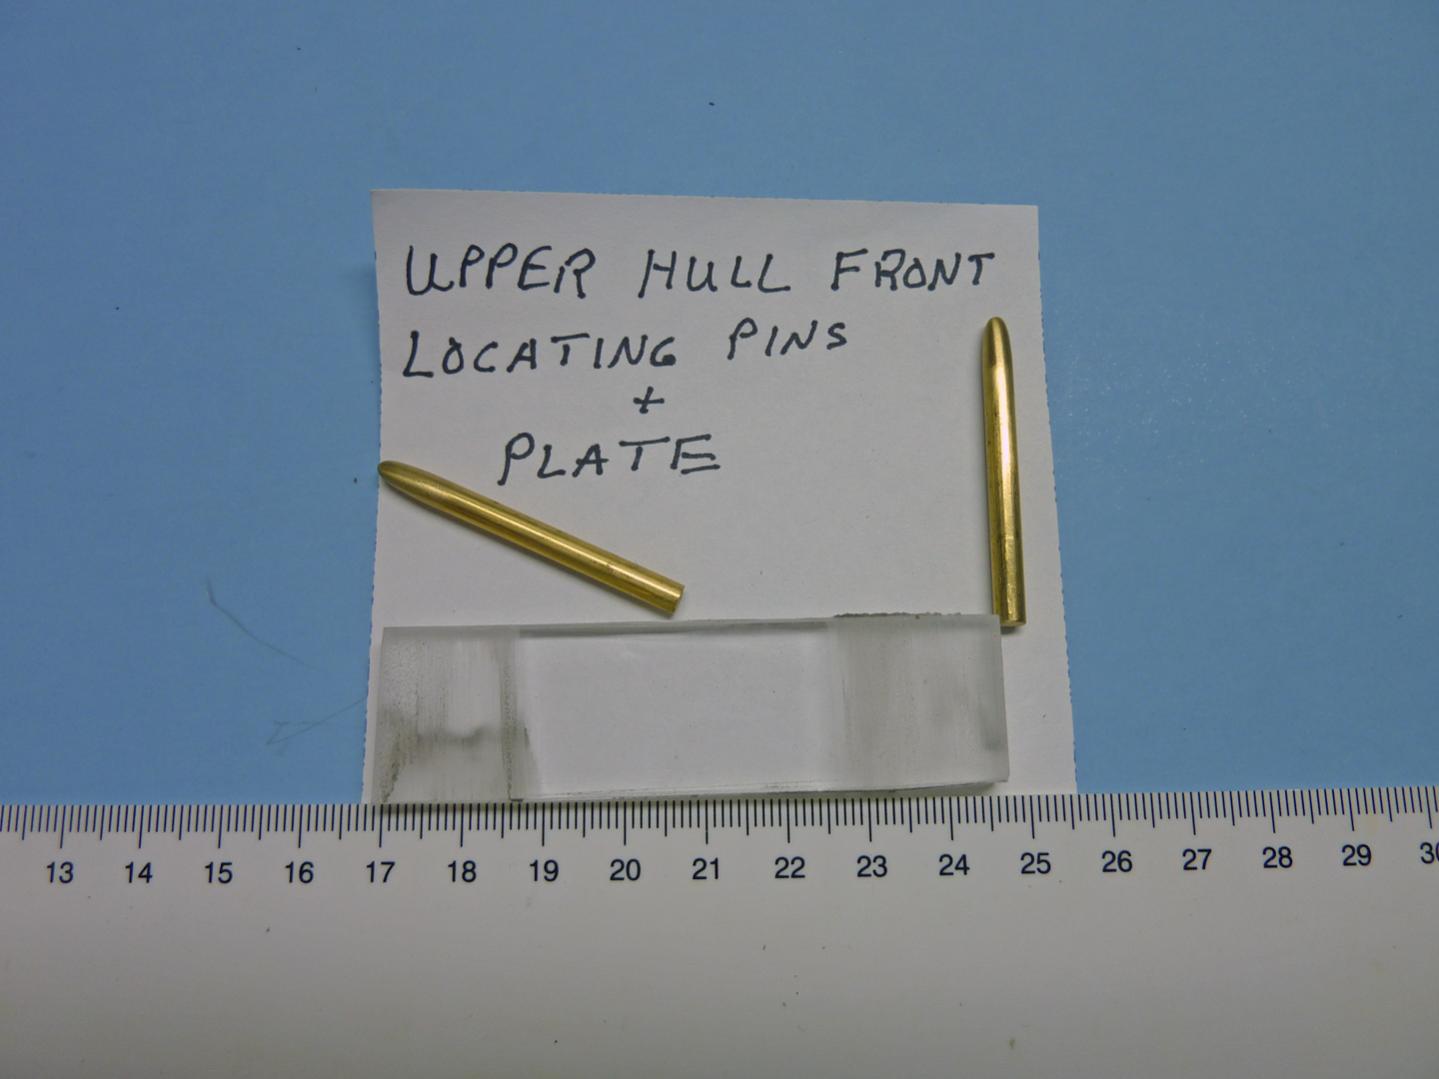 UPPER HULL FRONT
LOCATING PINS
+
PLATE
13 14 15 16 17 18 19 20 21 22 23 24 25 26 27 28 29 30